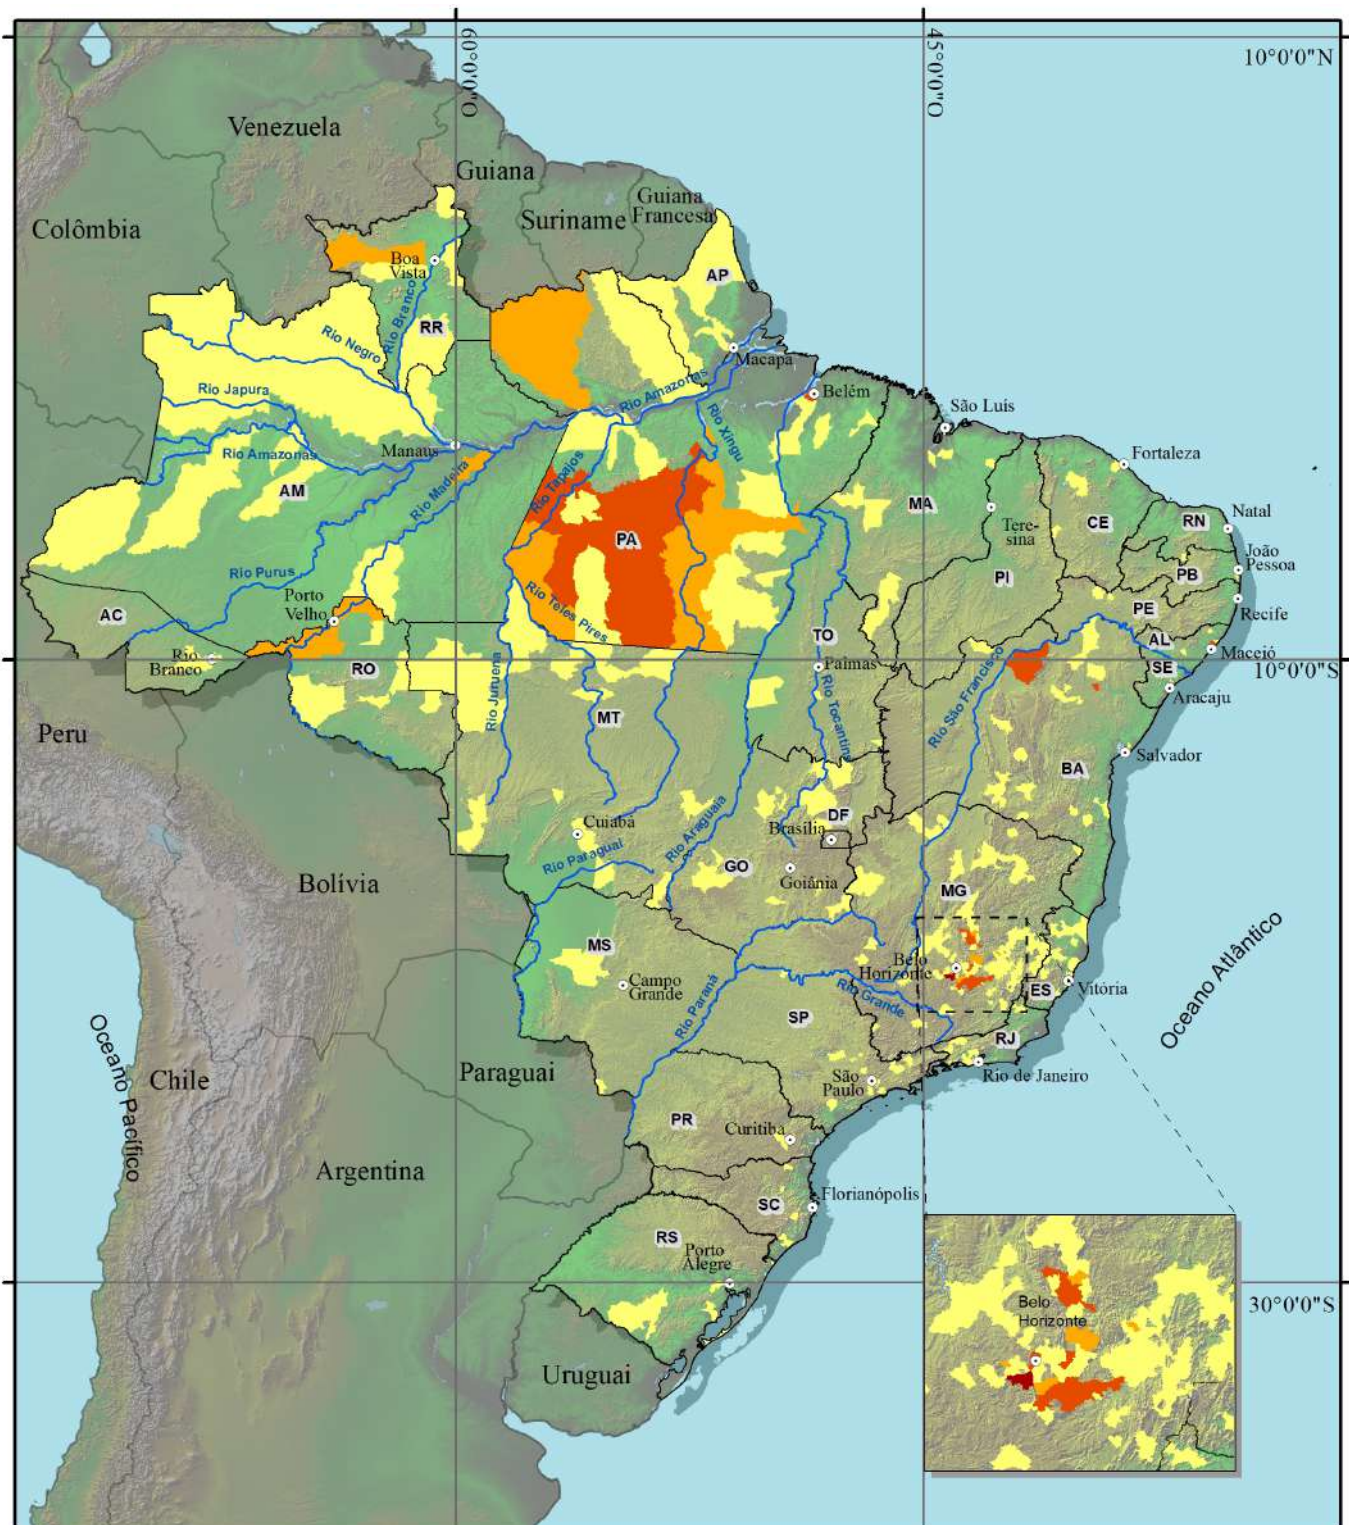 10°0'0"N
60°0'0"O
45°0'0"O
Venezuela
Guiana
Suriname
Guiana
Francesa
Colômbia
Boa
Vista
AP
Rio Branco
RR
Rio Negro
Macapá
Rio Japura
Rio Amazonas
Belém
São Luís
Rio Xingu
Manaus
Rio Amazonas
Fortaleza
Rio Madeira
Rio Tapajos
AM
MA
CE
RN
Natal
Tere-
sina
PA
João
Pessoa
Rio Purus
PI
PB
Porto
Velho
Rio Teles Pires
PE
Recife
AC
TO
AL
Rio
Branco
RO
Palmas
Maceió
SE
10°0'0"S
Aracaju
Rio Juruena
Rio Tocantins
Rio São Francisco
Peru
MT
Salvador
BA
Cuiabá
DF
Brasília
Rio Araguaia
Rio Paraguai
GO
Goiânia
Bolívia
MG
MS
Belo
Horizonte
Campo
Grande
Rio Paraná
Rio Grande
ES
Vitória
Oceano Atlântico
SP
RJ
Oceano Pacífico
Chile
Paraguai
São
Paulo
Rio de Janeiro
PR
Curitiba
Argentina
SC
Florianópolis
RS
Porto
Alegre
30°0'0"S
Belo
Horizonte
Uruguai